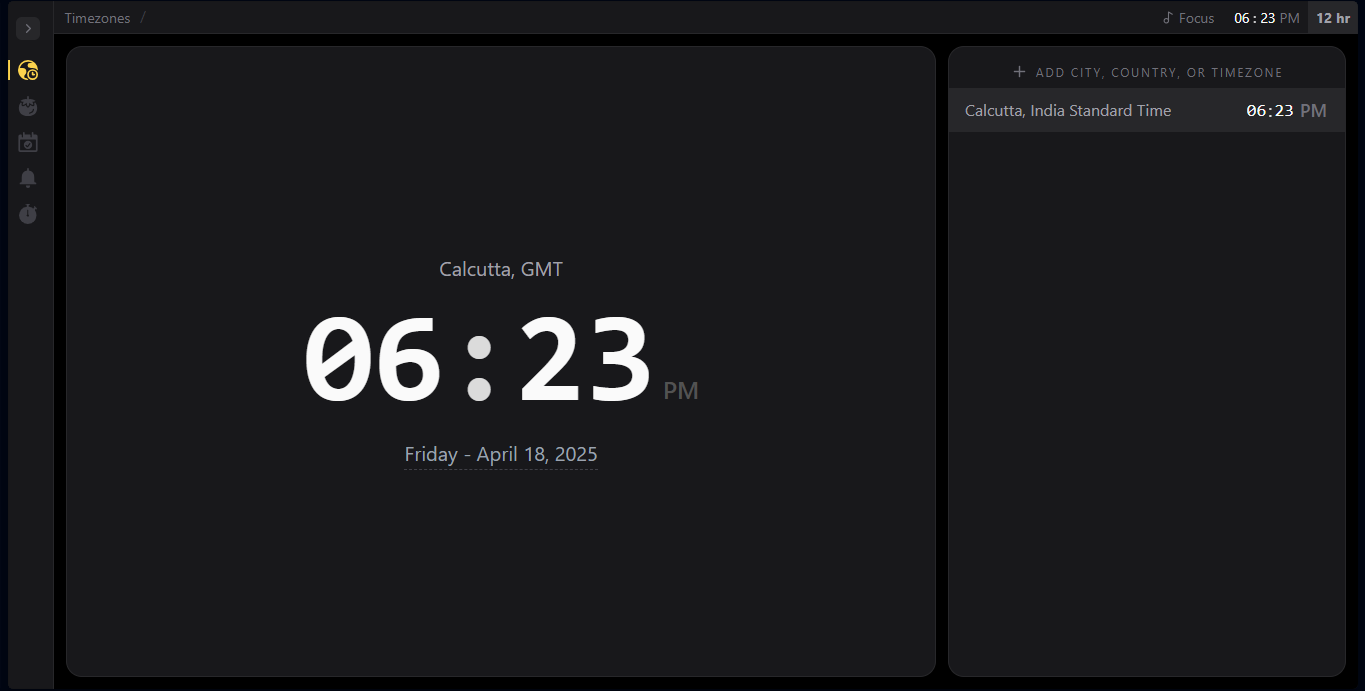 Timezones /
Focus 06:23 PM 12 hr
Calcutta, GMT
06:23 PM
Friday - April 18, 2025
+ ADD CITY, COUNTRY, OR TIMEZONE
Calcutta, India Standard Time 06:23 PM